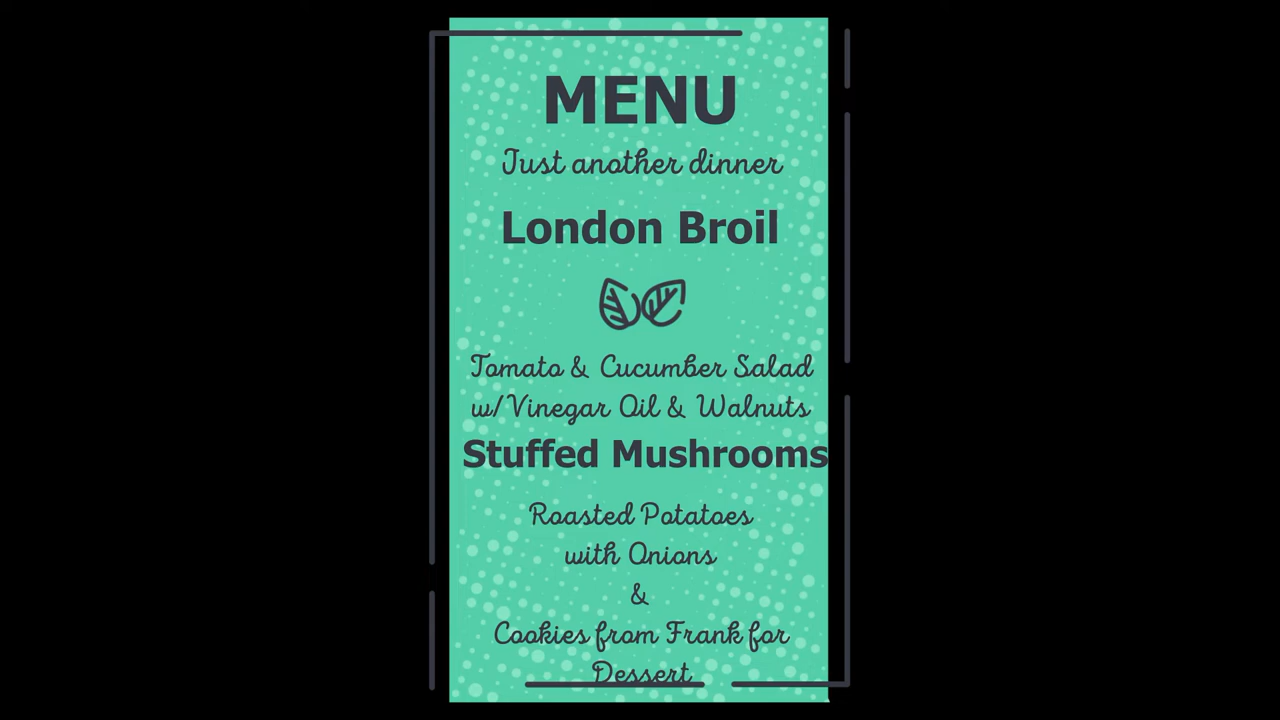 MENU
Just another dinner
London Broil
Tomato & Cucumber Salad
w/Vinegar Oil & Walnuts
Stuffed Mushrooms
Roasted Potatoes
with Onions
&
Cookies from Frank for
Dessert